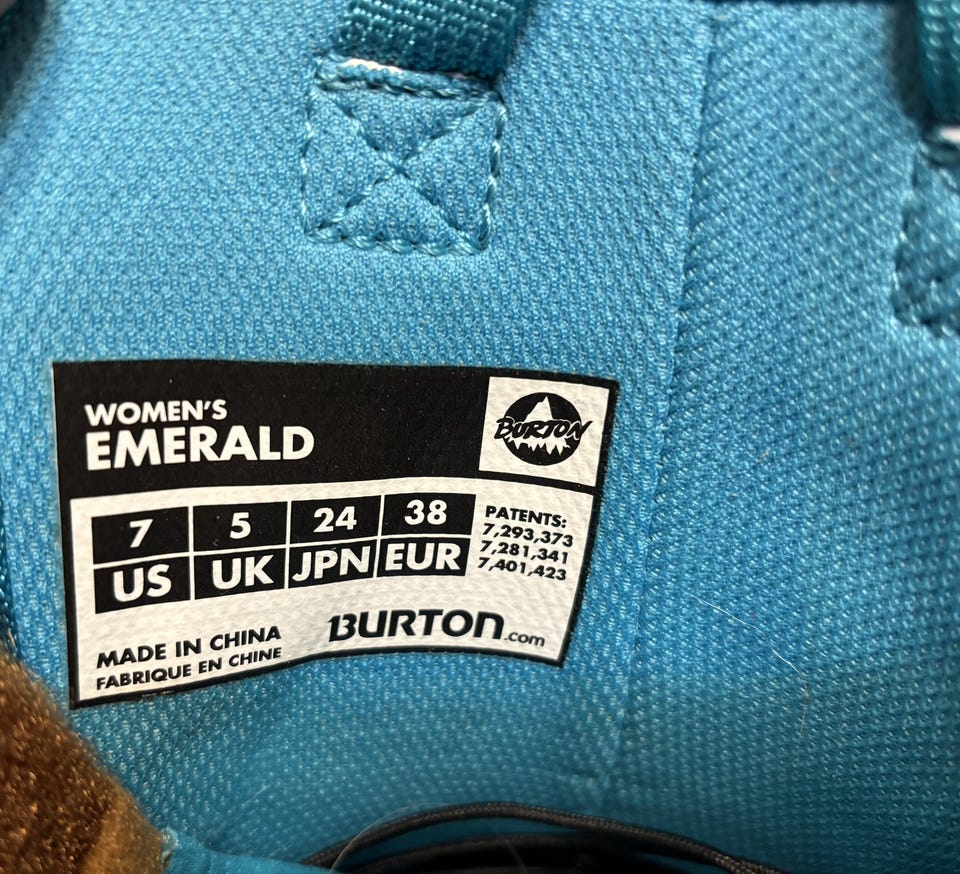 WOMEN'S
EMERALD
BURTON
7 5 24 38
US UK JPN EUR
PATENTS:
7,293,373
7,281,341
7,401,423
MADE IN CHINA
FABRIQUE EN CHINE
BURTON.com